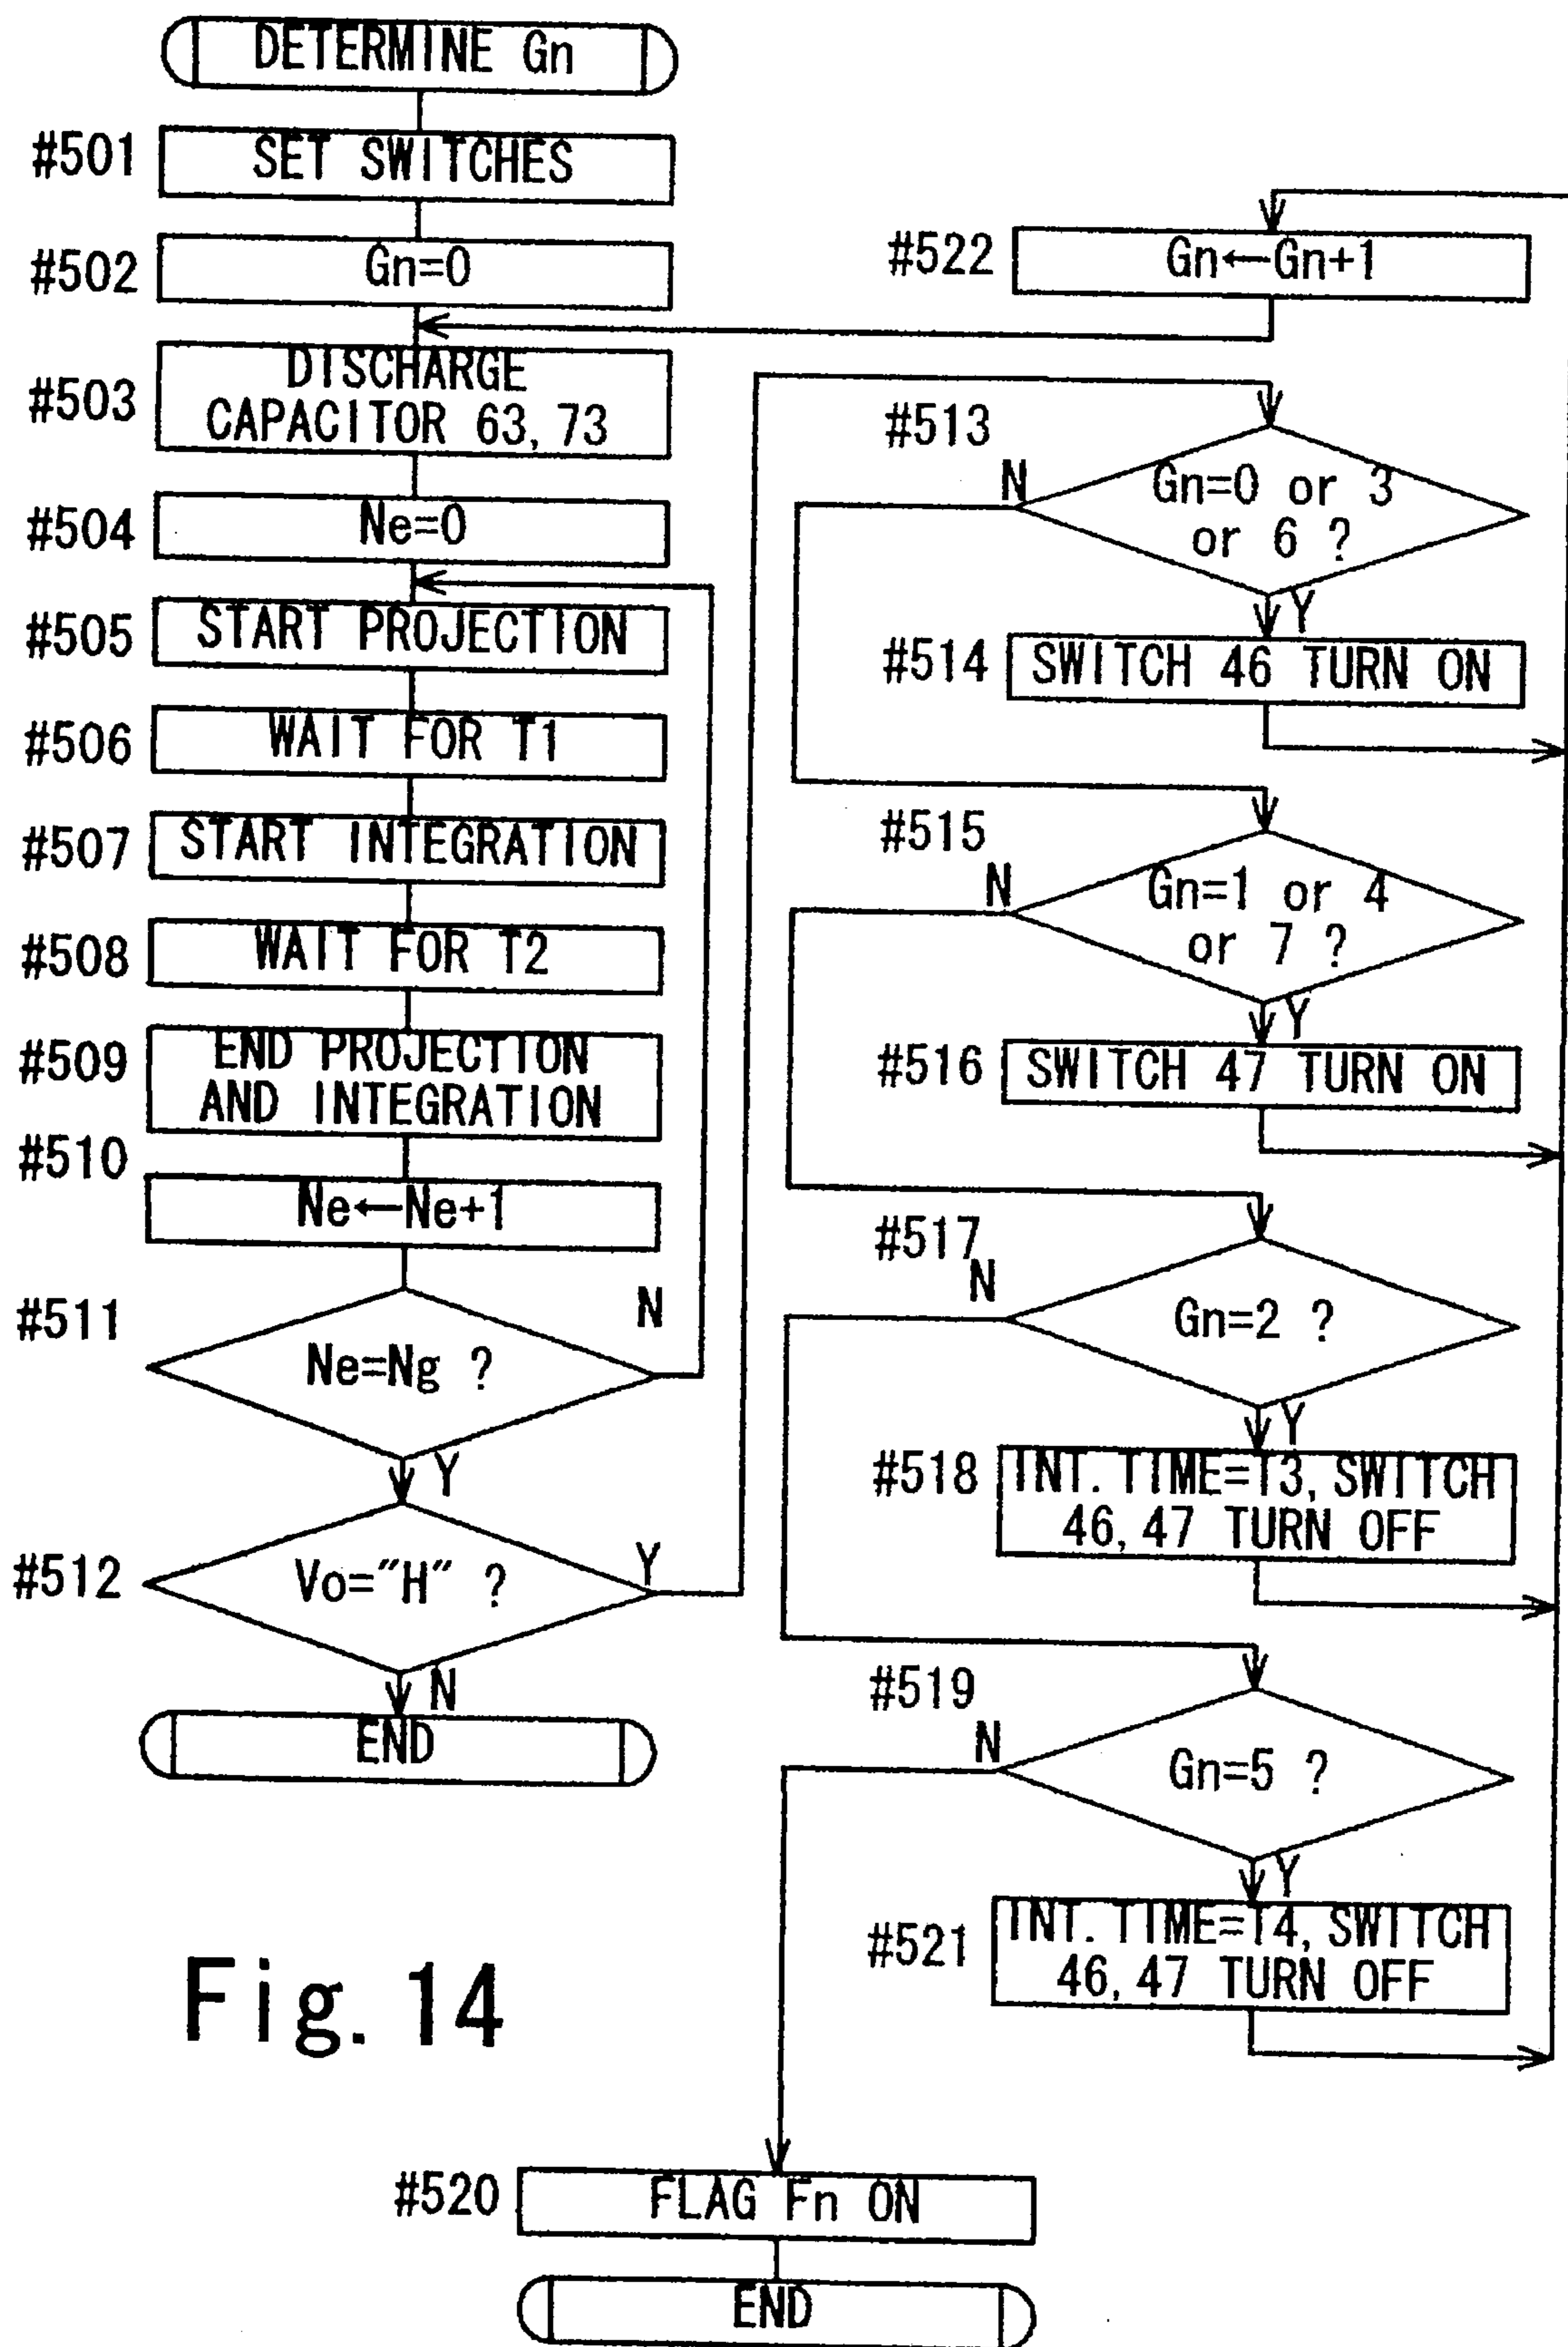 DETERMINE Gn
#501
SET SWITCHES
#502
Gn=0
#503
DISCHARGE
CAPACITOR 63, 73
#504
Ne=0
#505
START PROJECTION
#506
WAIT FOR T1
#507
START INTEGRATION
#508
WAIT FOR T2
#509
END PROJECTION
AND INTEGRATION
#510
Ne←Ne+1
#511
Ne=Ng ?
N
Y
#512
Vo="H" ?
Y
N
END
#522
Gn←Gn+1
#513
N
Gn=0 or 3
or 6 ?
Y
#514
SWITCH 46 TURN ON
#515
N
Gn=1 or 4
or 7 ?
Y
#516
SWITCH 47 TURN ON
#517
N
Gn=2 ?
Y
#518
INT. TIME=T3, SWITCH
46, 47 TURN OFF
#519
N
Gn=5 ?
Y
#521
INT. TIME=T4, SWITCH
46, 47 TURN OFF
#520
FLAG Fn ON
END
Fig. 14